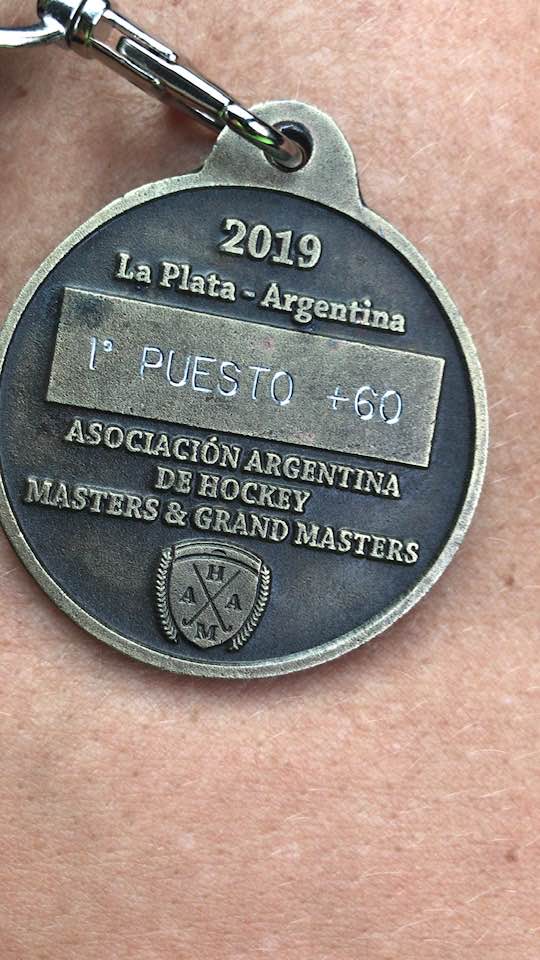 2019
La Plata - Argentina
1° PUESTO +60
ASOCIACIÓN ARGENTINA
DE HOCKEY
MASTERS & GRAND MASTERS
H
A A
M